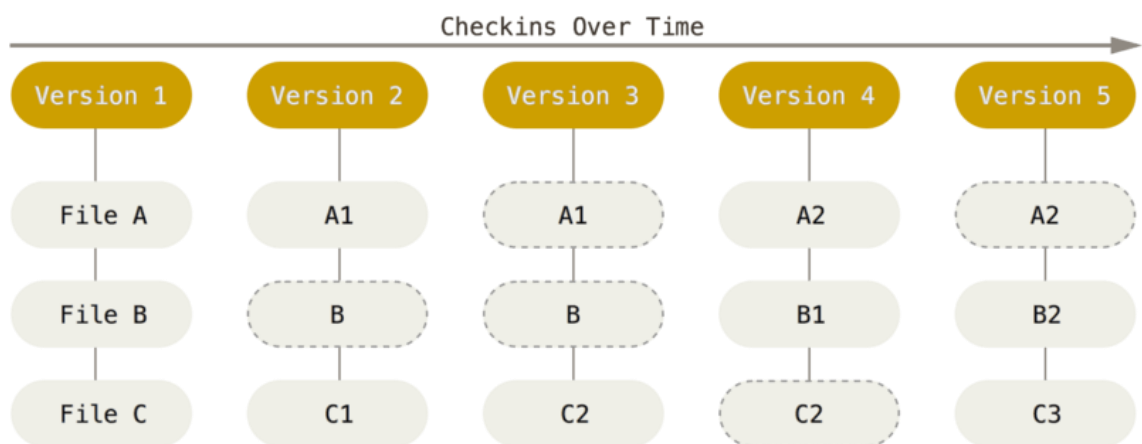 Checkins Over Time
Version 1 Version 2 Version 3 Version 4 Version 5
File A A1 A1 A2 A2
File B B B B1 B2
File C C1 C2 C2 C3